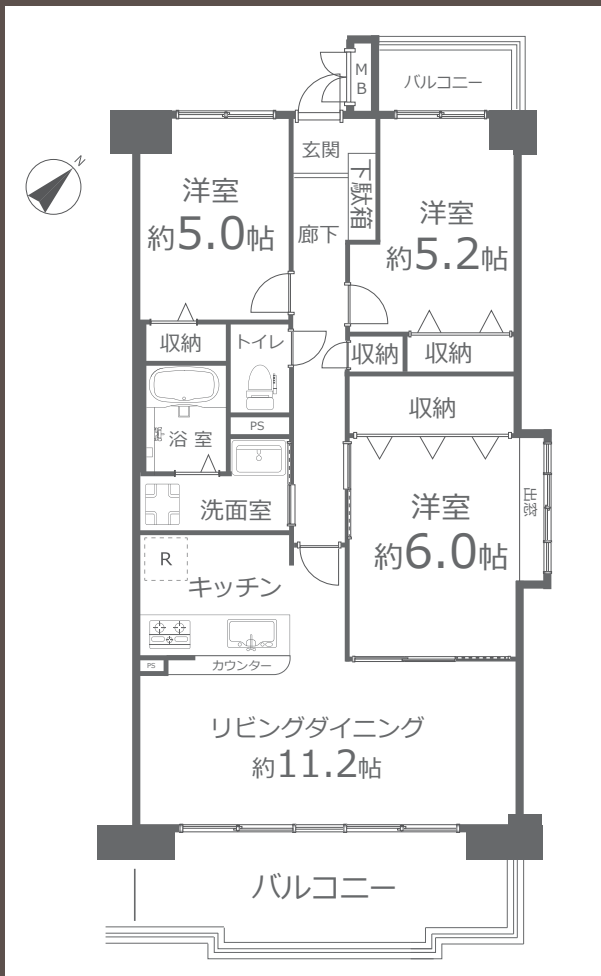 MB
バルコニー
玄関
N
洋室
約5.0帖
下駄箱
廊下
洋室
約5.2帖
収納
トイレ
収納
収納
収納
浴室
PS
洗面室
洋室
約6.0帖
出窓
R
キッチン
PS
カウンター
リビングダイニング
約11.2帖
バルコニー